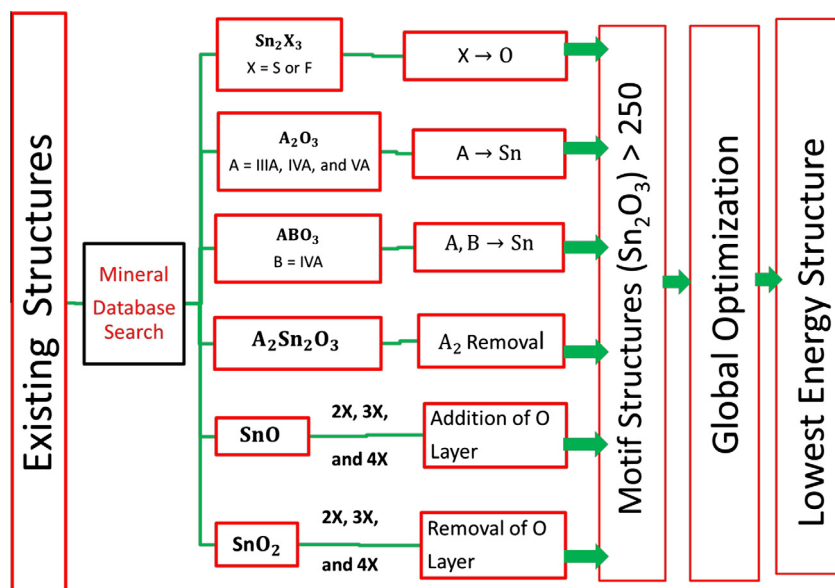 Existing Structures
Mineral
Database
Search
Sn₂X₃
X = S or F
X → O
A₂O₃
A = IIIA, IVA, and VA
A → Sn
ABO₃
B = IVA
A, B → Sn
A₂Sn₂O₃
A₂ Removal
SnO
2X, 3X,
and 4X
Addition of O
Layer
SnO₂
2X, 3X,
and 4X
Removal of O
Layer
Motif Structures (Sn₂O₃) > 250
Global Optimization
Lowest Energy Structure